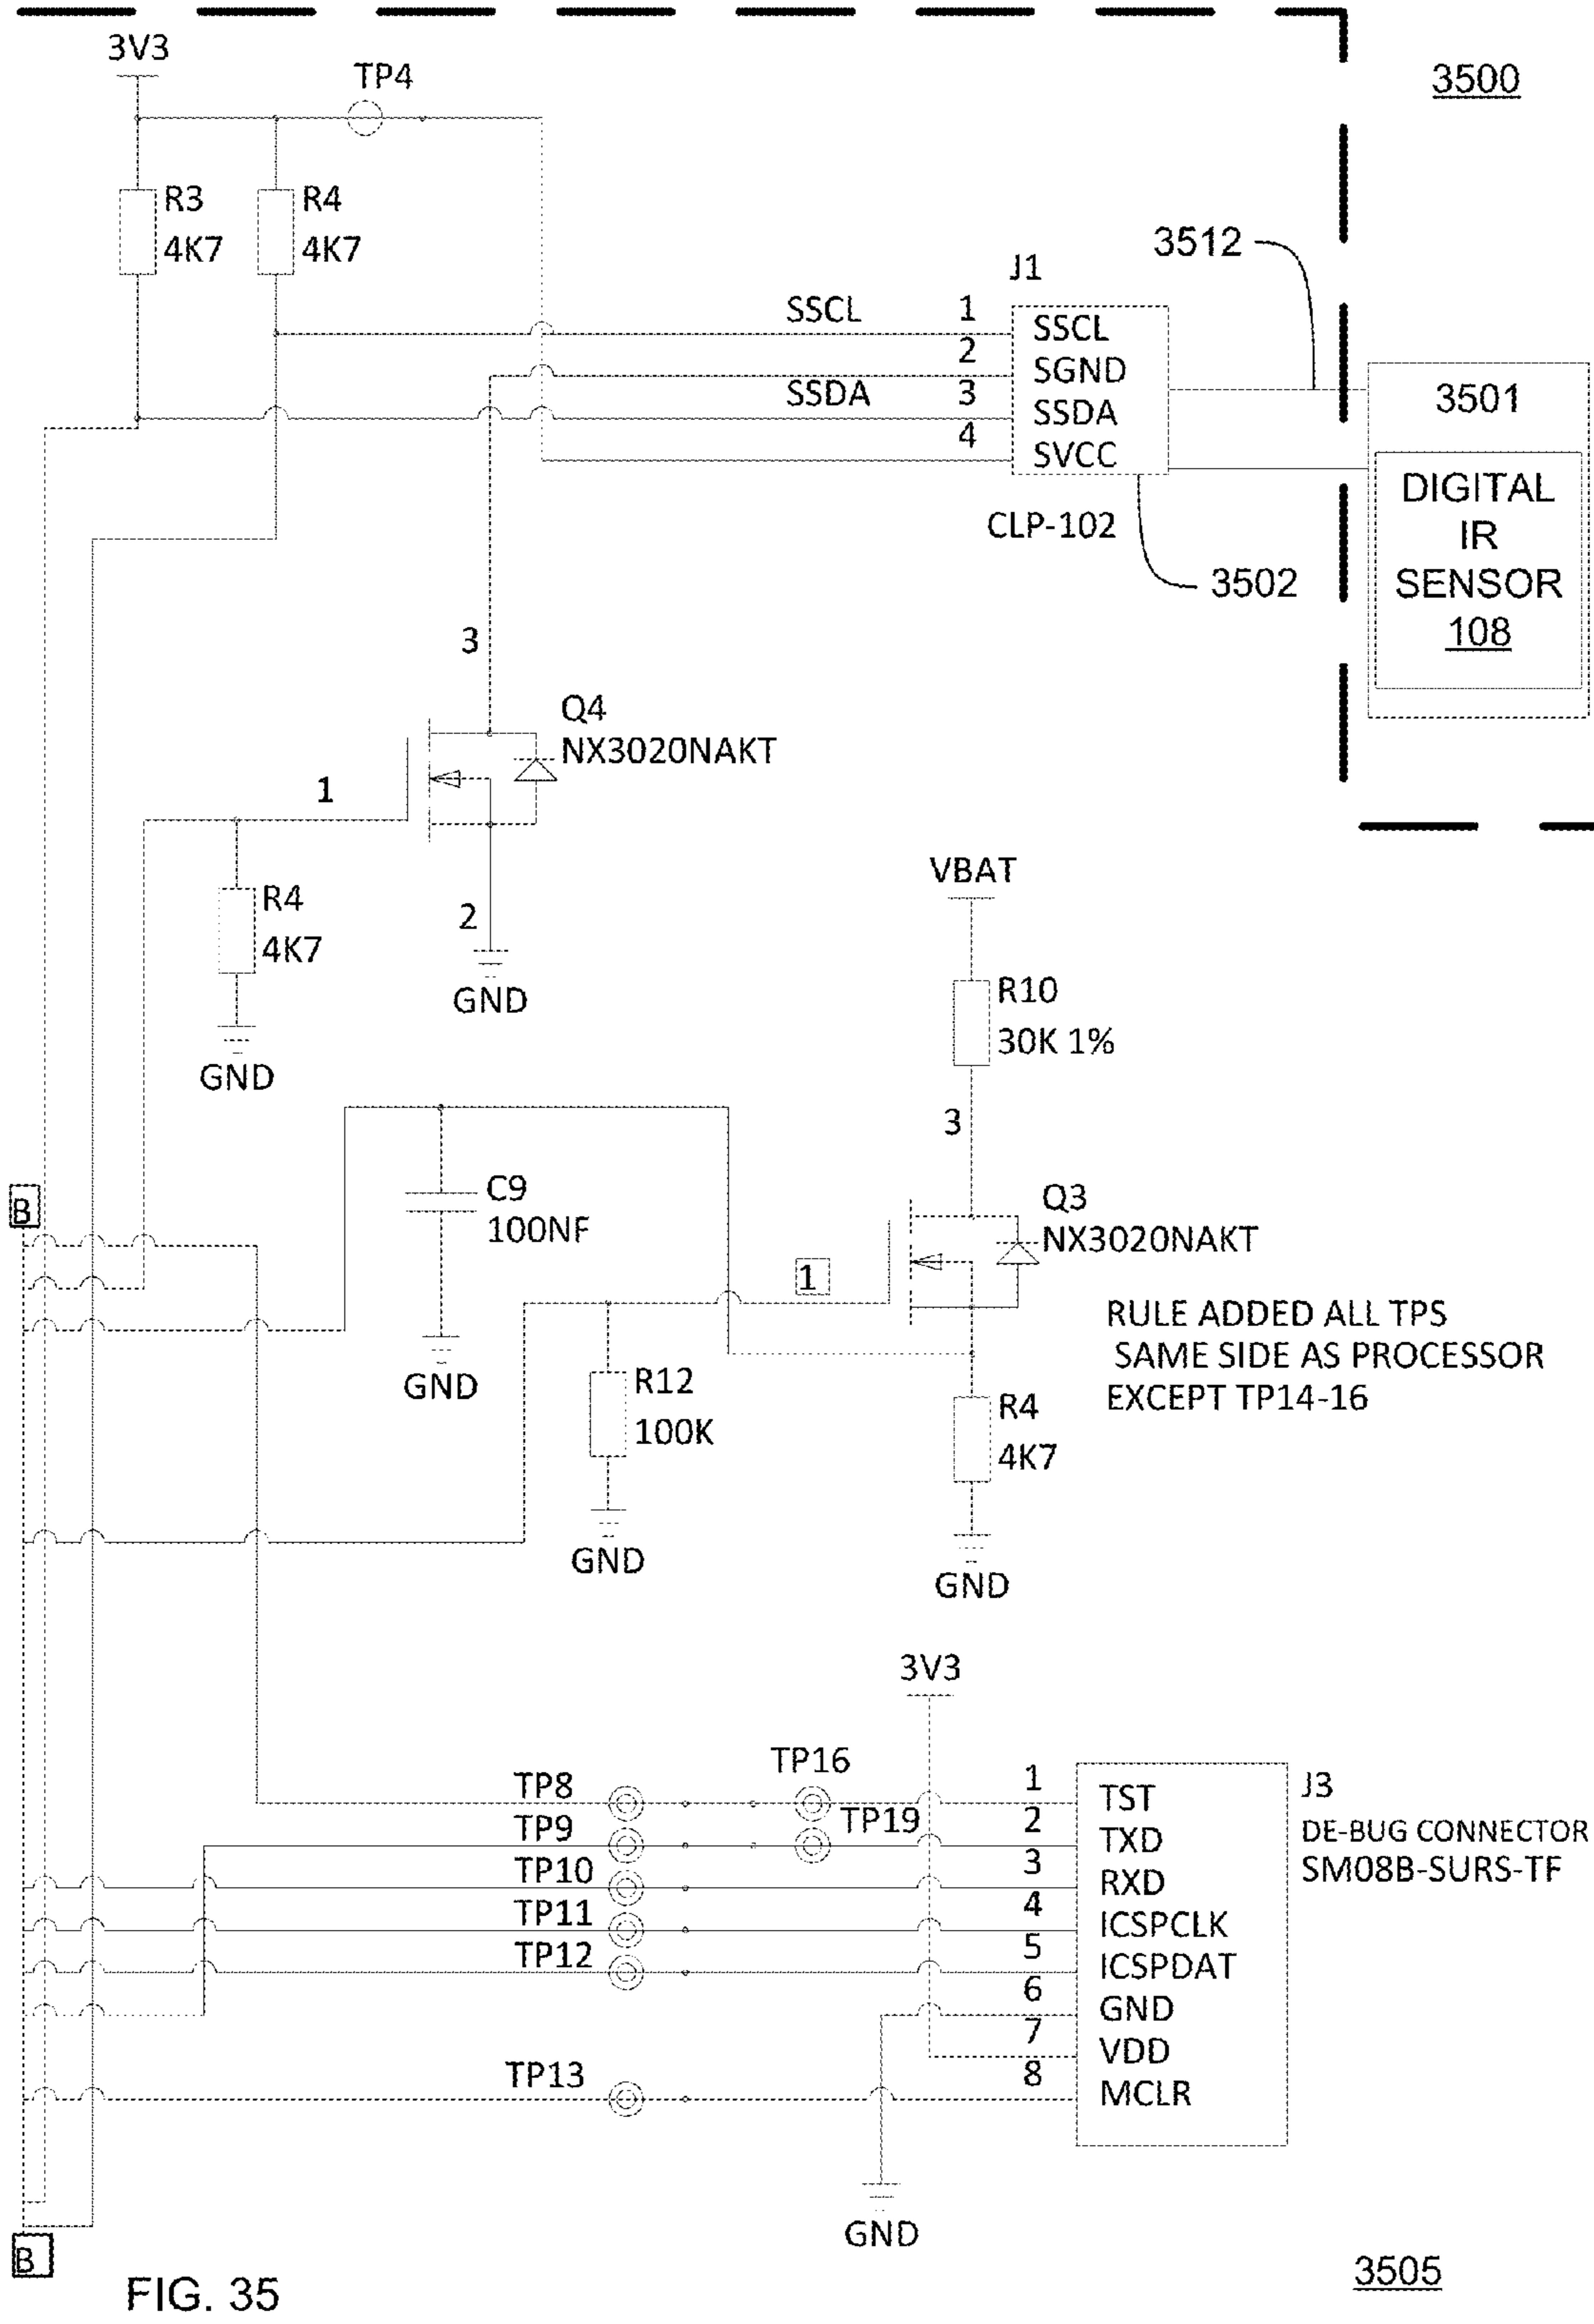 3V3
TP4
3500
R3
4K7
R4
4K7
3512
J1
SSCL
1
SSCL
2
SGND
SSDA
3
SSDA
4
SVCC
3501
DIGITAL
IR
SENSOR
108
CLP-102
3502
3
Q4
NX3020NAKT
1
R4
4K7
2
GND
GND
VBAT
R10
30K 1%
3
C9
100NF
B
Q3
NX3020NAKT
1
RULE ADDED ALL TPS
SAME SIDE AS PROCESSOR
EXCEPT TP14-16
GND
R12
100K
R4
4K7
GND
GND
3V3
TP8
TP16
1
TST
J3
TP9
TP19
2
TXD
DE-BUG CONNECTOR
TP10
3
RXD
SM08B-SURS-TF
TP11
4
ICSPCLK
TP12
5
ICSPDAT
6
GND
7
VDD
TP13
8
MCLR
GND
B
3505
FIG. 35